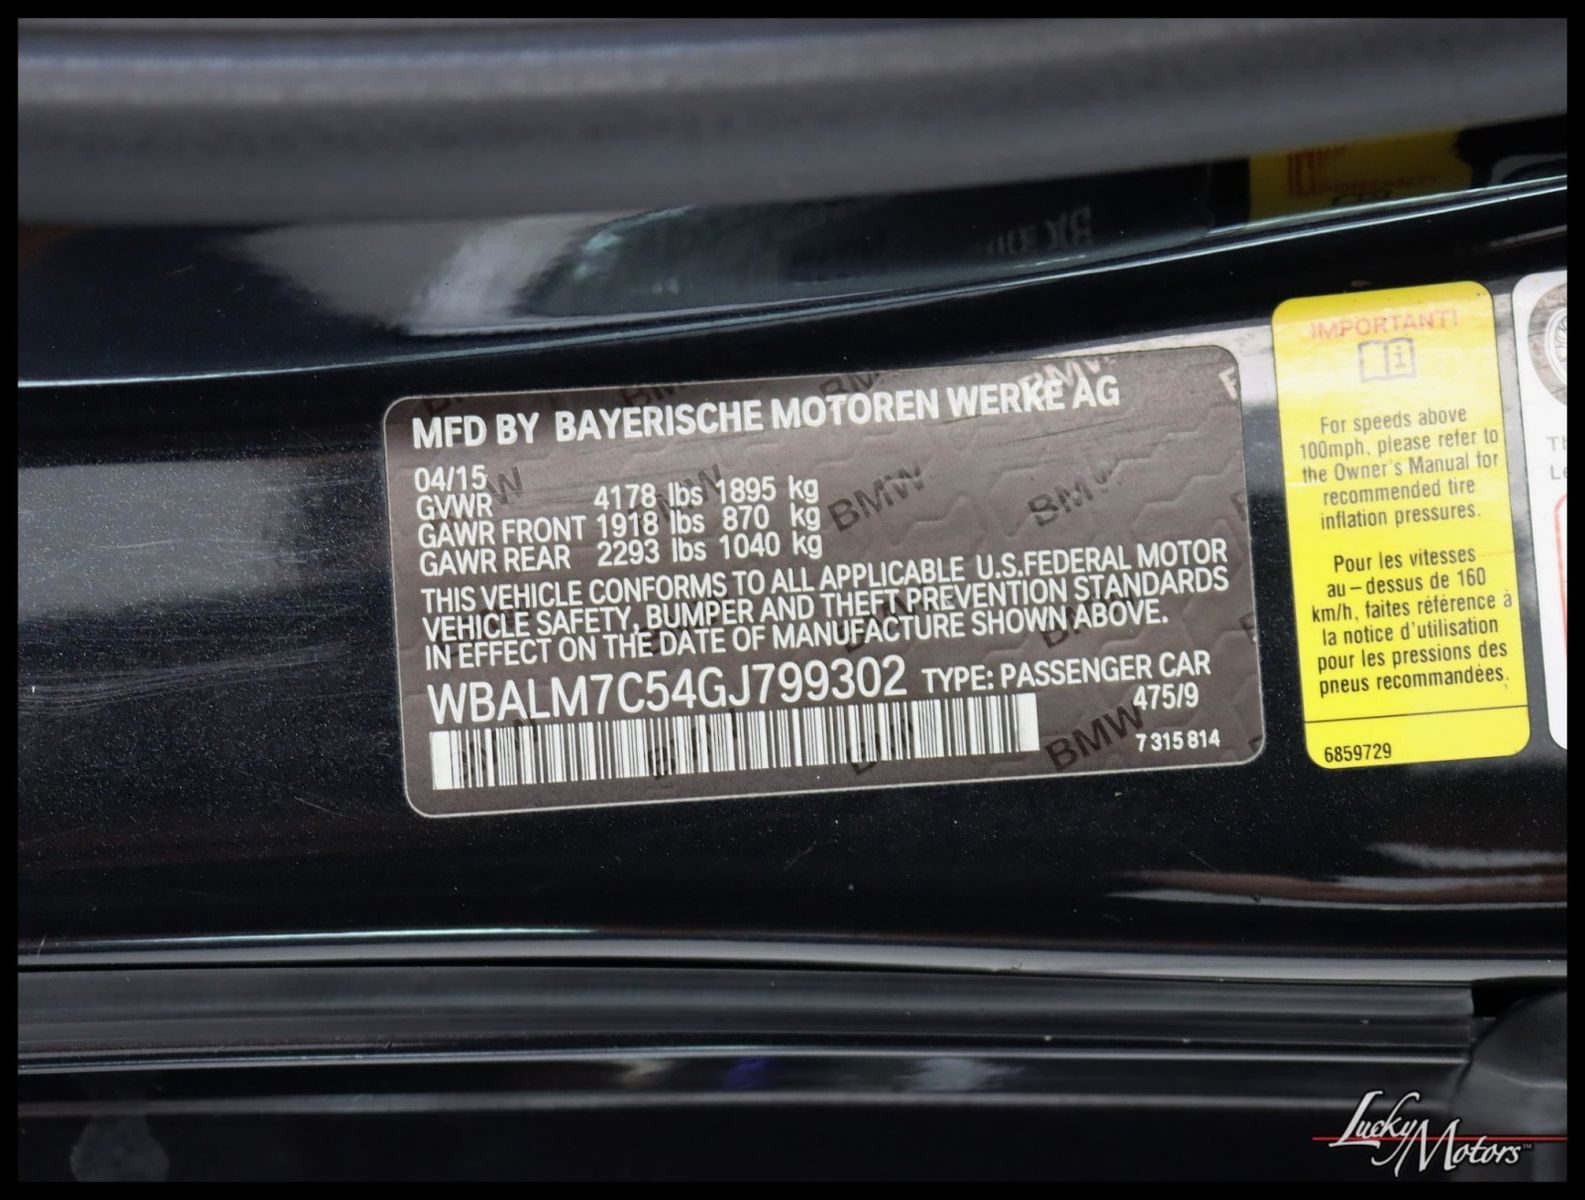 MFD BY BAYERISCHE MOTOREN WERKE AG
04/15
GVWR 4178 lbs 1895 kg
GAWR FRONT 1918 lbs 870 kg
GAWR REAR 2293 lbs 1040 kg
THIS VEHICLE CONFORMS TO ALL APPLICABLE U.S.FEDERAL MOTOR
VEHICLE SAFETY, BUMPER AND THEFT PREVENTION STANDARDS
IN EFFECT ON THE DATE OF MANUFACTURE SHOWN ABOVE.
WBALM7C54GJ799302 TYPE: PASSENGER CAR
475/9
7 315 814
IMPORTANT!
For speeds above
100mph, please refer to
the Owner's Manual for
recommended tire
inflation pressures.
Pour les vitesses
au-dessus de 160
km/h, faites référence à
la notice d'utilisation
pour les pressions des
pneus recommandées.
6859729
Lucky
Motors™